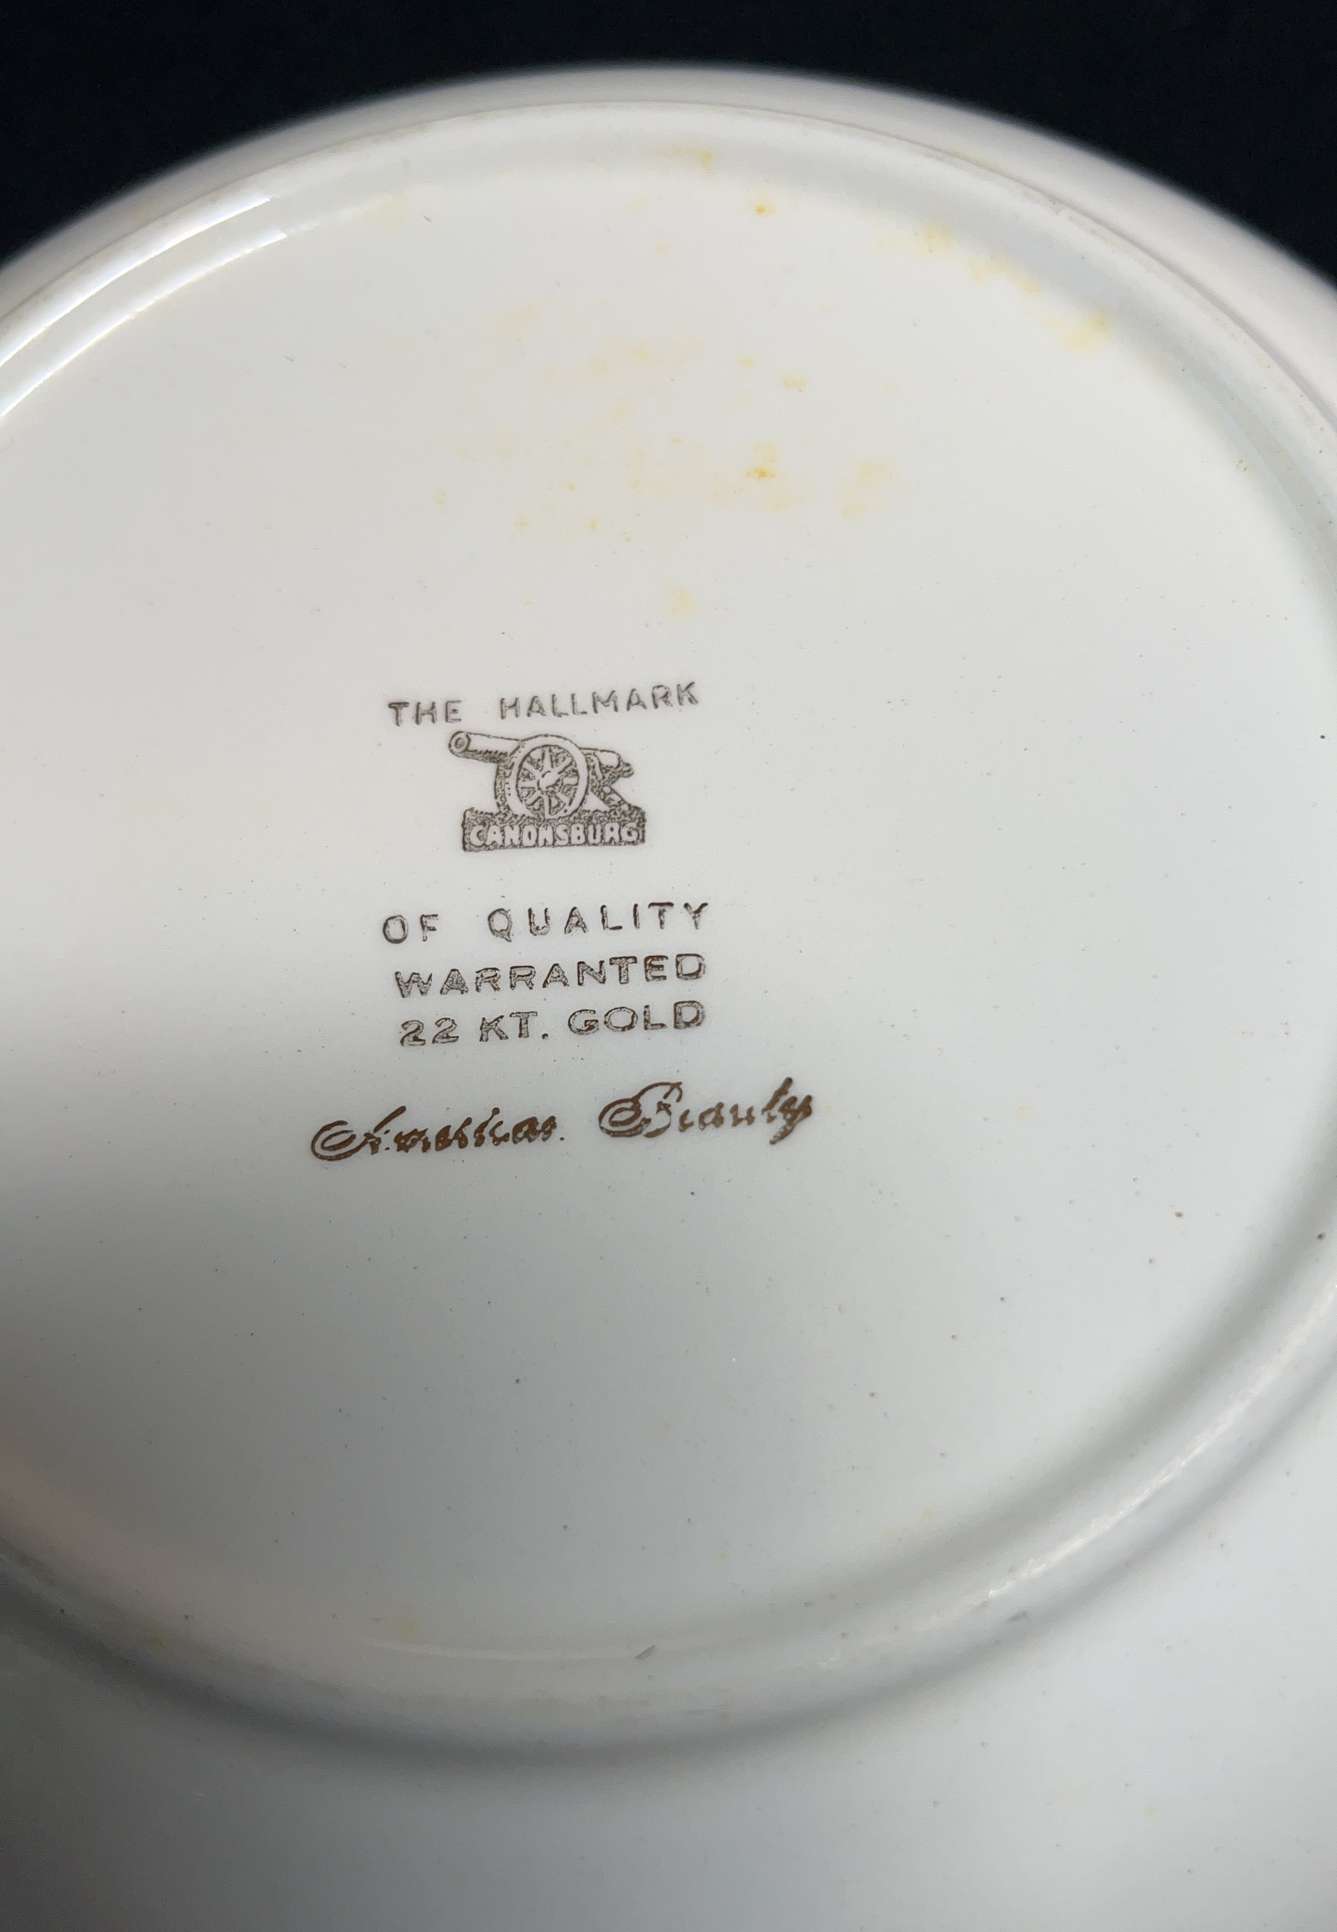 THE HALLMARK
CANONSBURG
OF QUALITY
WARRANTED
22 KT. GOLD
American Beauty